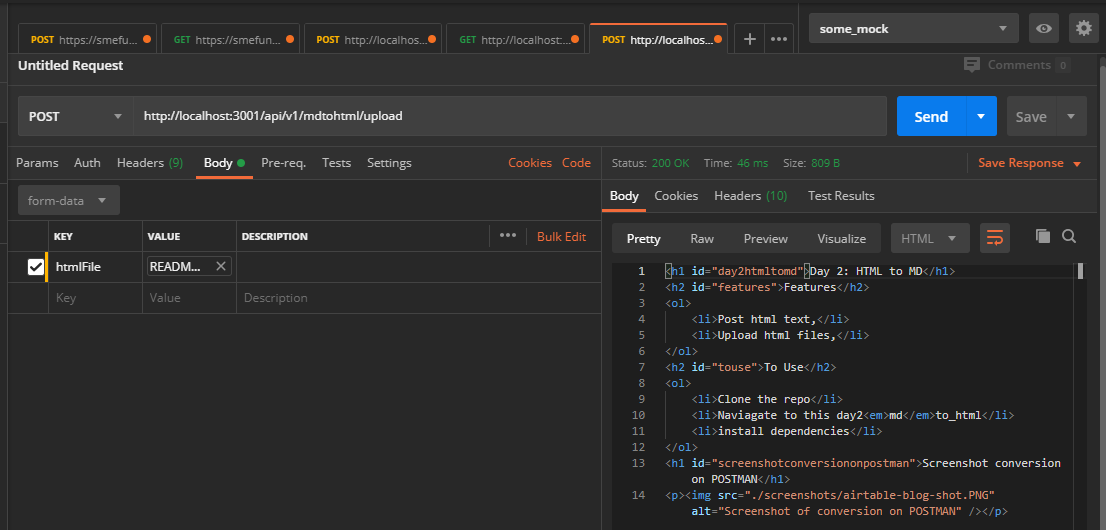 POST https://smefun... GET https://smefun... POST http://localhos... GET http://localhost:... POST http://localhos... + ••• some_mock
Untitled Request Comments 0
POST http://localhost:3001/api/v1/mdtohtml/upload Send Save
Params Auth Headers (9) Body Pre-req. Tests Settings Cookies Code
Status: 200 OK Time: 46 ms Size: 809 B Save Response
form-data
KEY VALUE DESCRIPTION ••• Bulk Edit
htmlFile READM... ✕
Key Value Description
Body Cookies Headers (10) Test Results
Pretty Raw Preview Visualize HTML
1 <h1 id="day2htmltomd">Day 2: HTML to MD</h1>
2 <h2 id="features">Features</h2>
3 <ol>
4 <li>Post html text,</li>
5 <li>Upload html files,</li>
6 </ol>
7 <h2 id="touse">To Use</h2>
8 <ol>
9 <li>Clone the repo</li>
10 <li>Naviagate to this day2<em>md</em>to_html</li>
11 <li>install dependencies</li>
12 </ol>
13 <h1 id="screenshotconversiononpostman">Screenshot conversion
on POSTMAN</h1>
14 <p><img src="./screenshots/airtable-blog-shot.PNG"
alt="Screenshot of conversion on POSTMAN" /></p>